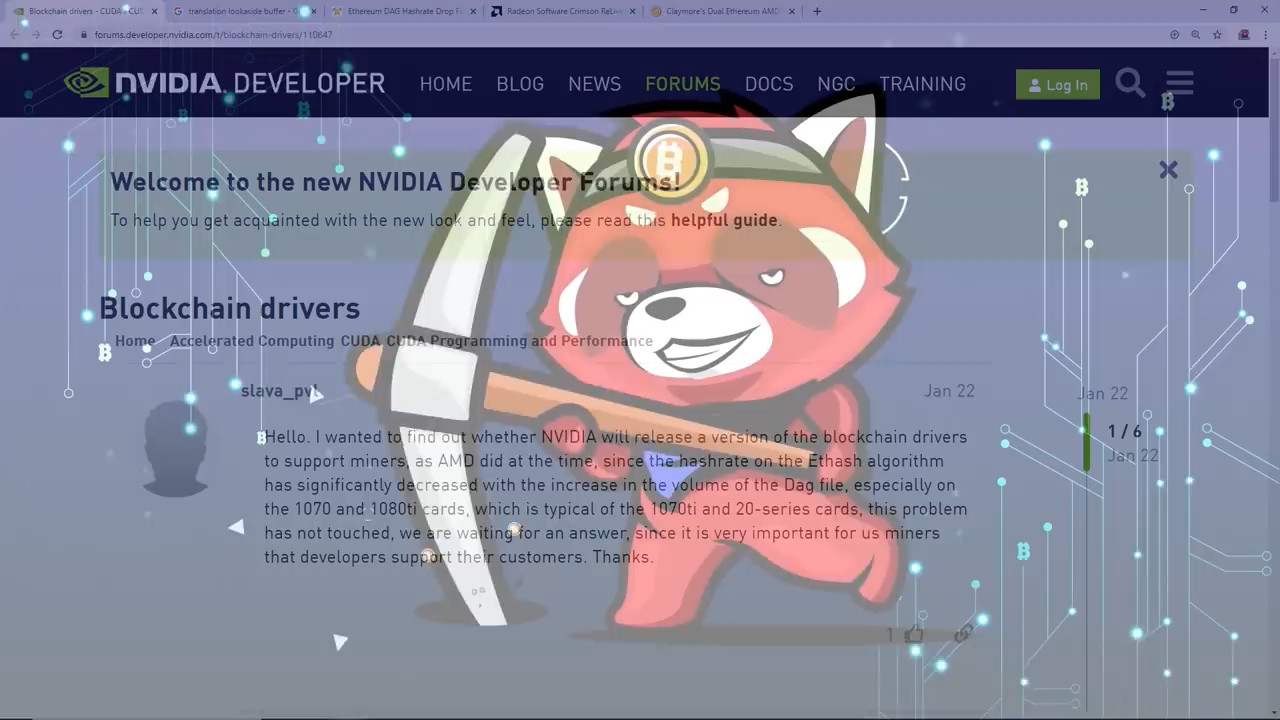 Blockchain drivers - CUDA - CUD
translation lookaside buffer - G
Ethereum DAG Hashrate Drop Fi
Radeon Software Crimson ReLive
Claymore's Dual Ethereum AMD
forums.developer.nvidia.com/t/blockchain-drivers/110647
NVIDIA. DEVELOPER
HOME BLOG NEWS FORUMS DOCS NGC TRAINING
Log In
Welcome to the new NVIDIA Developer Forums!
To help you get acquainted with the new look and feel, please read this helpful guide.
Blockchain drivers
Home Accelerated Computing CUDA CUDA Programming and Performance
slava_pvl
Jan 22
Jan 22
Hello. I wanted to find out whether NVIDIA will release a version of the blockchain drivers
to support miners, as AMD did at the time, since the hashrate on the Ethash algorithm
has significantly decreased with the increase in the volume of the Dag file, especially on
the 1070 and 1080ti cards, which is typical of the 1070ti and 20-series cards, this problem
has not touched, we are waiting for an answer, since it is very important for us miners
that developers support their customers. Thanks.
1 / 6
Jan 22
1